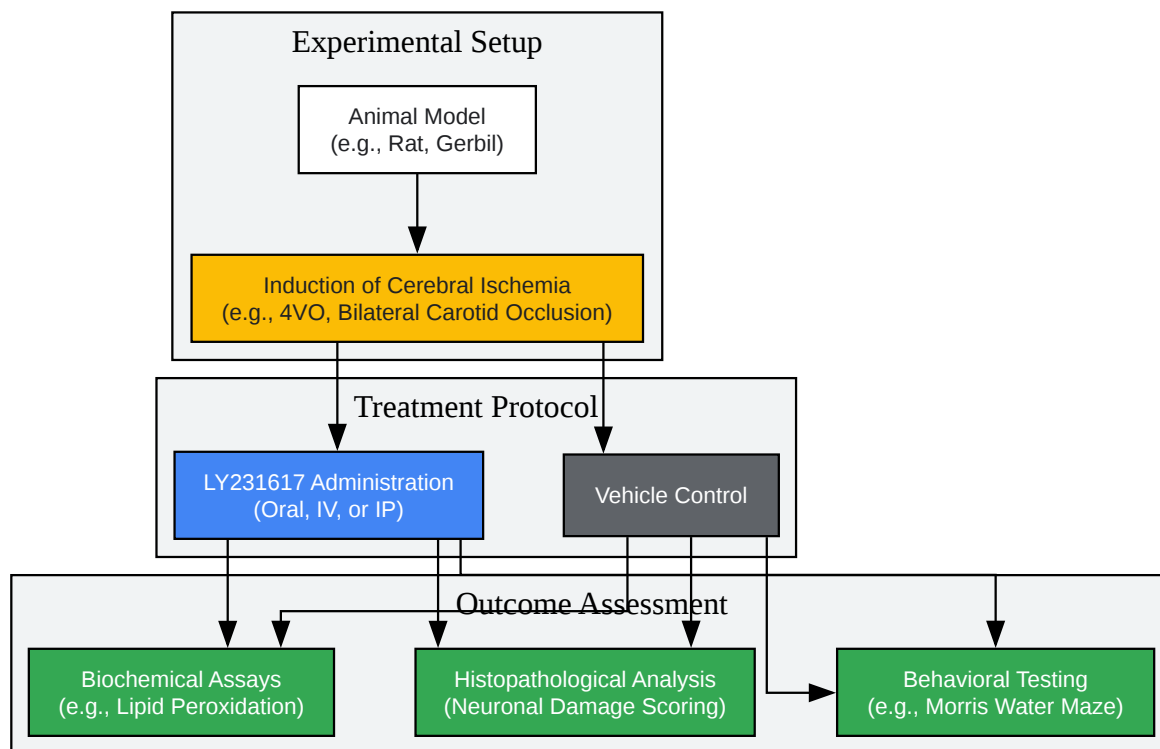 Experimental Setup
Animal Model
(e.g., Rat, Gerbil)
Induction of Cerebral Ischemia
(e.g., 4VO, Bilateral Carotid Occlusion)
Treatment Protocol
LY231617 Administration
(Oral, IV, or IP)
Vehicle Control
Outcome Assessment
Biochemical Assays
(e.g., Lipid Peroxidation)
Histopathological Analysis
(Neuronal Damage Scoring)
Behavioral Testing
(e.g., Morris Water Maze)